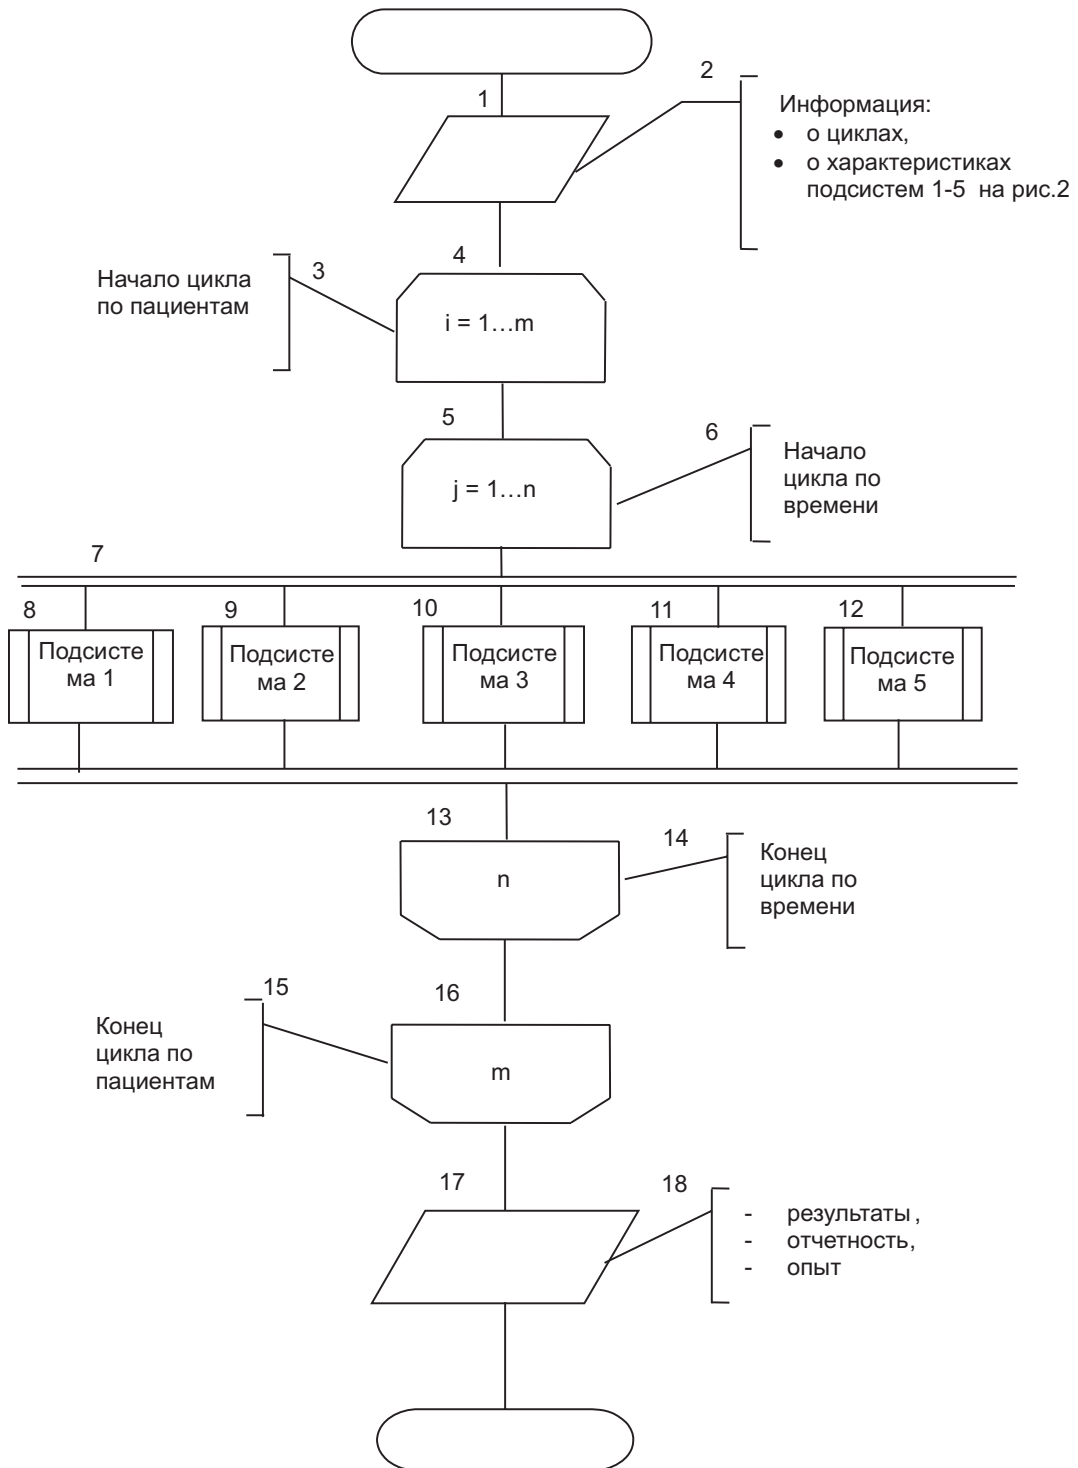 1
2
Информация:
• о циклах,
• о характеристиках
подсистем 1-5 на рис.2
3
Начало цикла
по пациентам
4
i = 1…m
5
j = 1…n
6
Начало
цикла по
времени
7
8
Подсисте
ма 1
9
Подсисте
ма 2
10
Подсисте
ма 3
11
Подсисте
ма 4
12
Подсисте
ма 5
13
n
14
Конец
цикла по
времени
15
Конец
цикла по
пациентам
16
m
17
18
- результаты,
- отчетность,
- опыт